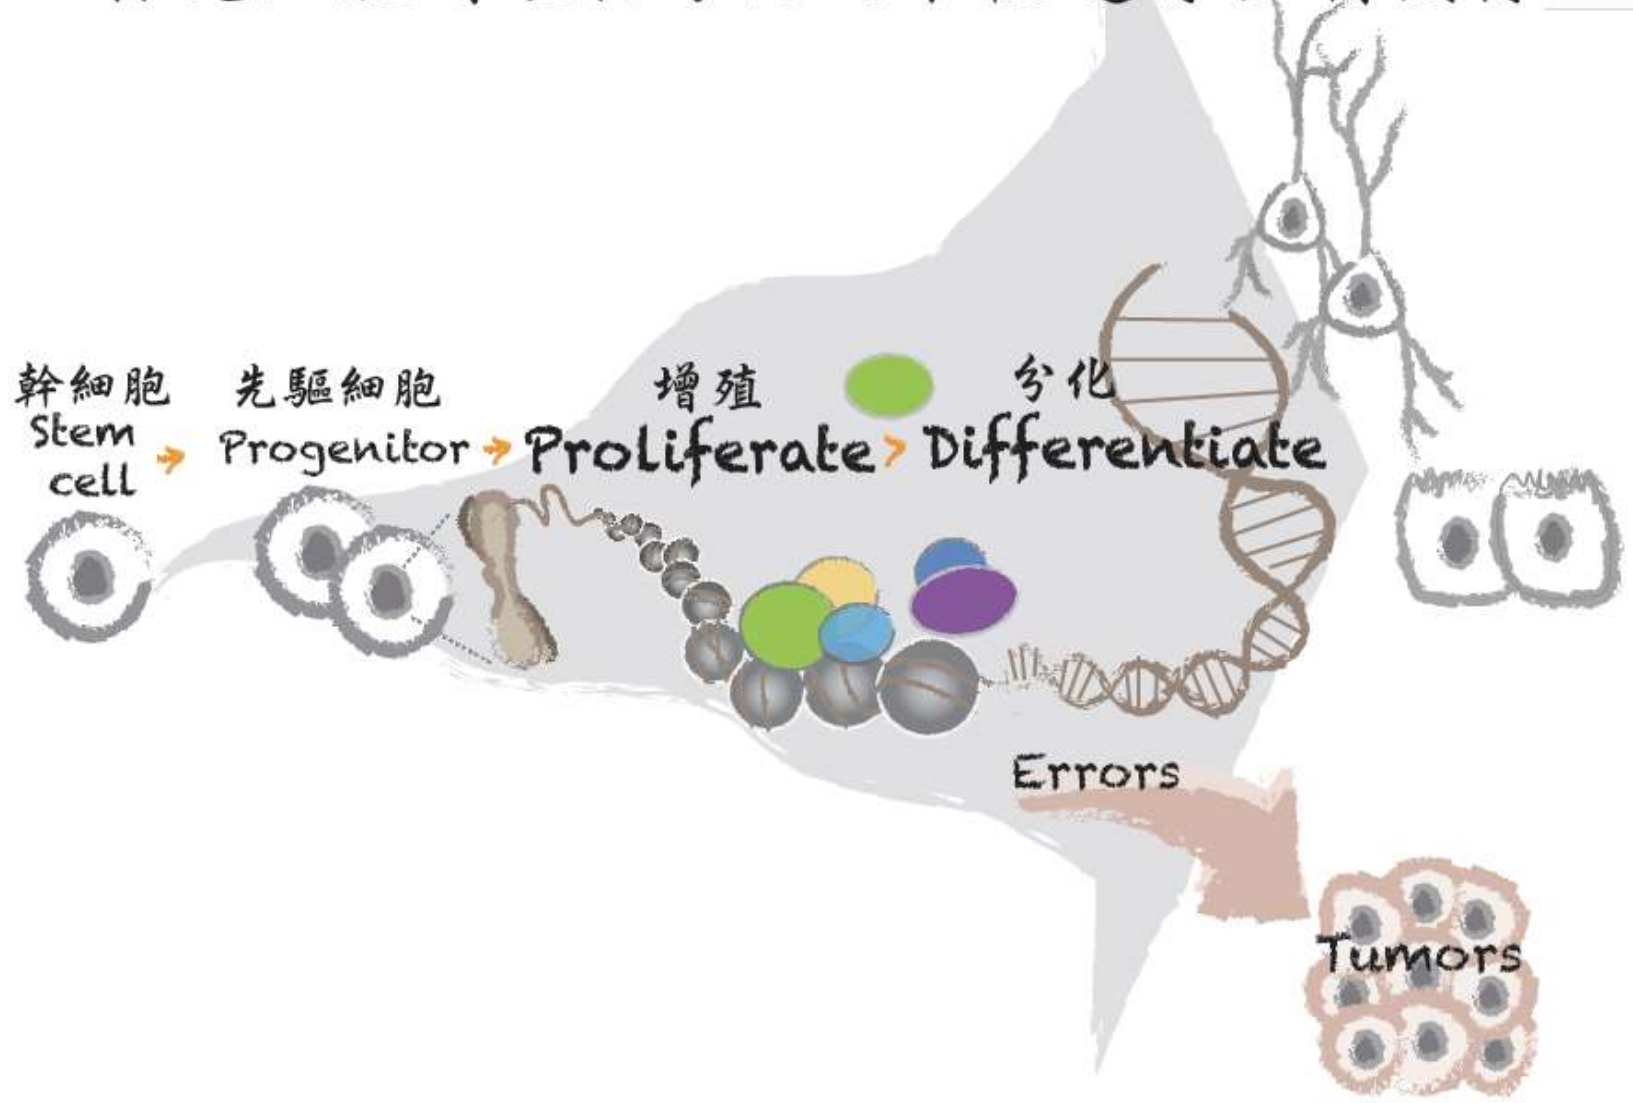 幹細胞
Stem
cell
先驅細胞
Progenitor
增殖
Proliferate
分化
Differentiate
Errors
Tumors